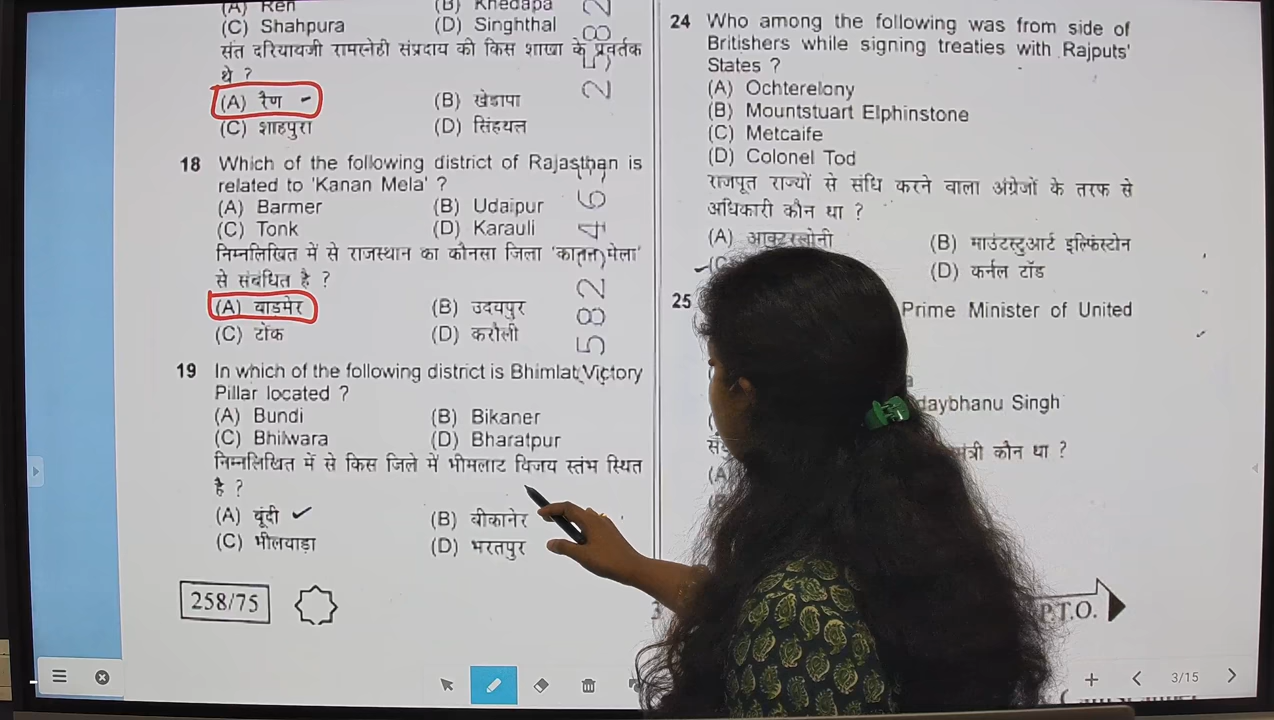 (A) Ren (B) Khedapa
(C) Shahpura (D) Singhthal
संत दरियावजी रामस्नेही संप्रदाय की किस शाखा के प्रवर्तक
थे ?
(A) रैण (B) खेडापा
(C) शाहपुरा (D) सिंहथल
18 Which of the following district of Rajasthan is
related to 'Kanan Mela' ?
(A) Barmer (B) Udaipur
(C) Tonk (D) Karauli
निम्नलिखित में से राजस्थान का कौनसा जिला मेला'
से संबंधित है ?
(A) बाडमेर (B) उदयपुर
(C) टोंक (D) करौली
19 In which of the following district is Bhimlat Victory
Pillar located ?
(A) Bundi (B) Bikaner
(C) Bhilwara (D) Bharatpur
निम्नलिखित में से किस जिले में भीमलाट विजय स्तंभ स्थित
है ?
(A) बूंदी (B) बीकानेर
(C) भीलवाड़ा (D) भरतपुर
258/75
24 Who among the following was from side of
Britishers while signing treaties with Rajputs'
States ?
(A) Ochterelony
(B) Mountstuart Elphinstone
(C) Metcaife
(D) Colonel Tod
राजपूत राज्यों से संधि करने वाला अंग्रेजों के तरफ से
अधिकारी कौन था ?
(A) आक्टरलोनी (B) माउंटस्टुआर्ट इल्फिंस्टोन
(D) कर्नल टॉड
25 Prime Minister of United
daybhanu Singh
मंत्री कौन था ?
(A)
3
P.T.O.
3/15